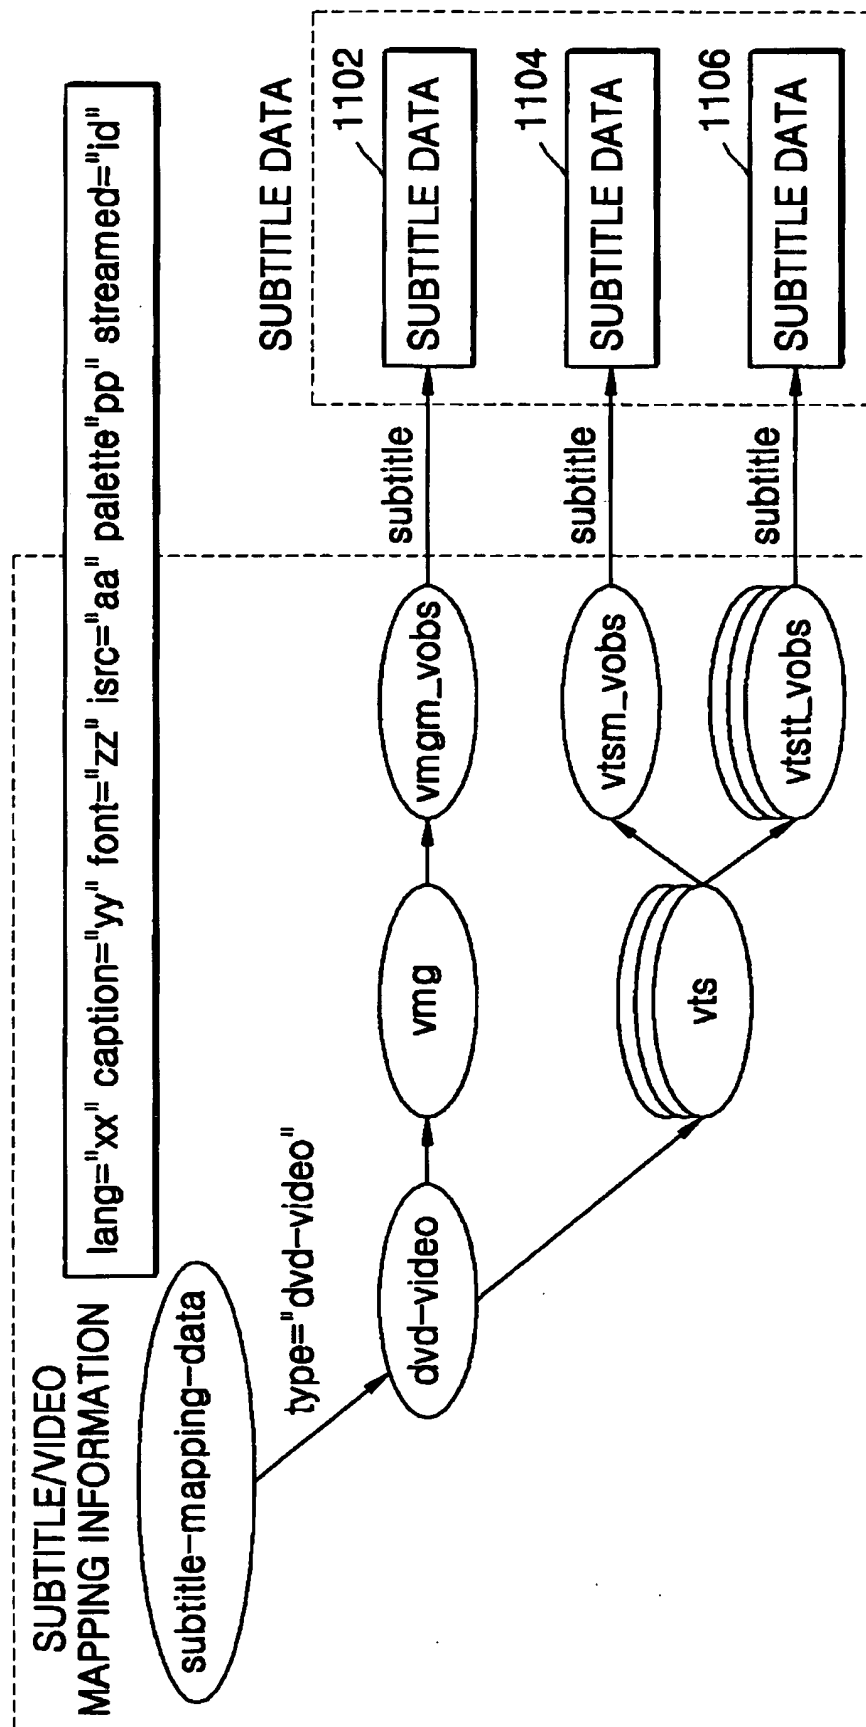 SUBTITLE/VIDEO
MAPPING INFORMATION
lang="xx" caption="yy" font="zz" isrc="aa" palette"pp" streamed="id"
subtitle-mapping-data
type="dvd-video"
dvd-video
vmg
vmgm_vobs
subtitle
vts
vtsm_vobs
subtitle
vtstt_vobs
subtitle
SUBTITLE DATA
SUBTITLE DATA
1102
SUBTITLE DATA
1104
SUBTITLE DATA
1106